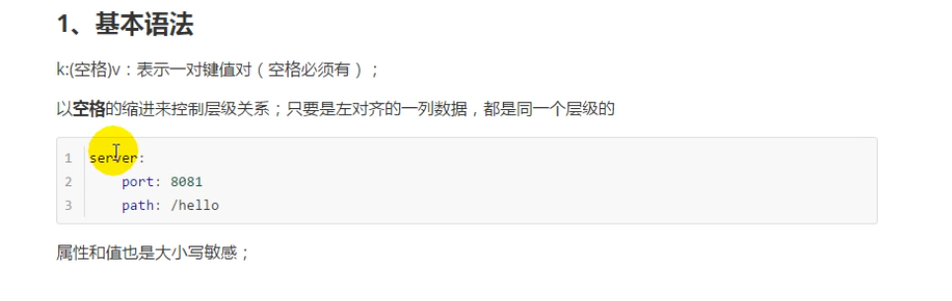 1、基本语法
k:(空格)v：表示一对键值对（空格必须有）；
以空格的缩进来控制层级关系；只要是左对齐的一列数据，都是同一个层级的
1 server:
2     port: 8081
3     path: /hello
属性和值也是大小写敏感；